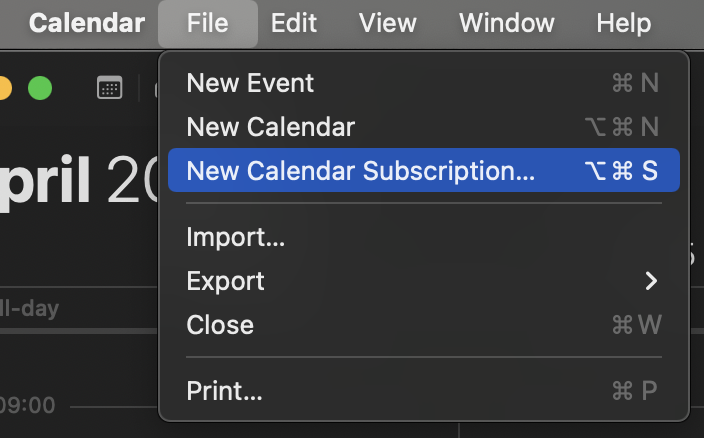 Calendar File Edit View Window Help
New Event ⌘ N
New Calendar ⌥ ⌘ N
pril 20
New Calendar Subscription... ⌥ ⌘ S
Import...
Export
ll-day
Close ⌘ W
Print... ⌘ P
09:00